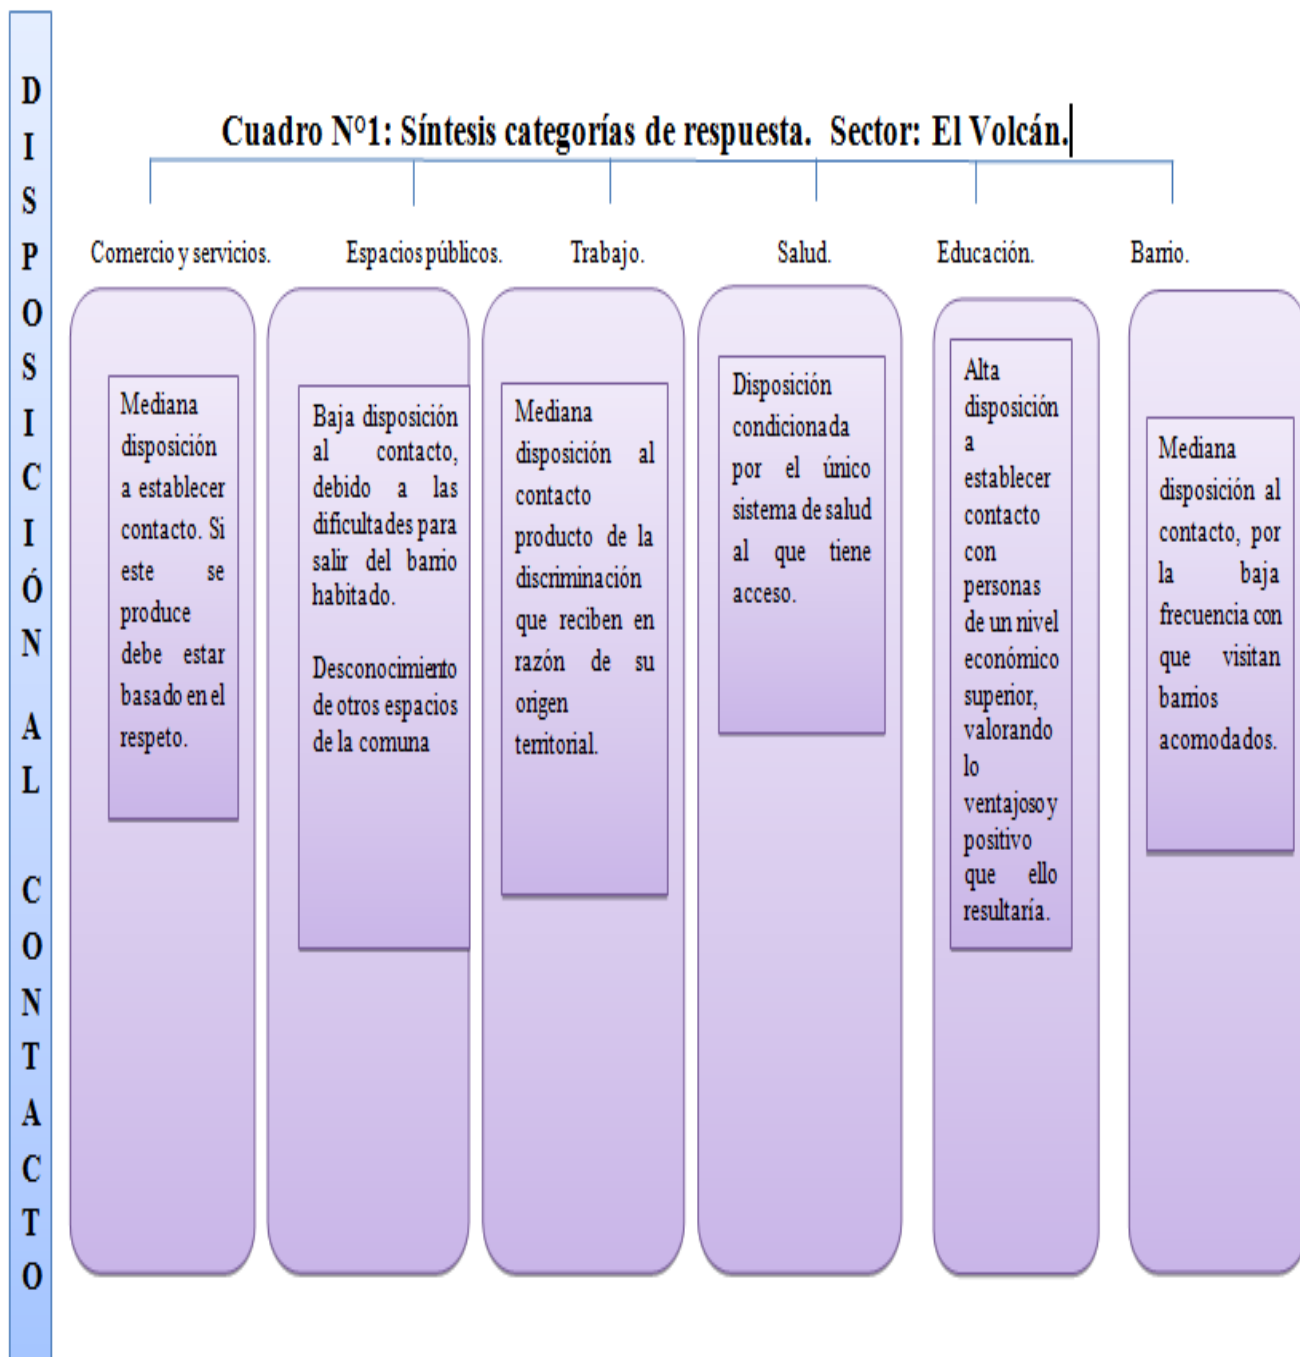 DISPOSICIÓN AL CONTACTO
Cuadro N°1: Síntesis categorías de respuesta. Sector: El Volcán.
Comercio y servicios.
Mediana
disposición
a establecer
contacto. Si
este se
produce
debe estar
basado en el
respeto.
Espacios públicos.
Baja disposición
al contacto,
debido a las
dificultades para
salir del barrio
habitado.
Desconocimiento
de otros espacios
de la comuna
Trabajo.
Mediana
disposición al
contacto
producto de la
discriminación
que reciben en
razón de su
origen
territorial.
Salud.
Disposición
condicionada
por el único
sistema de salud
al que tiene
acceso.
Educación.
Alta
disposición
a
establecer
contacto
con
personas
de un nivel
económico
superior,
valorando
lo
ventajoso y
positivo
que ello
resultaría.
Barrio.
Mediana
disposición al
contacto, por
la baja
frecuencia con
que visitan
barrios
acomodados.